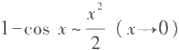 1−cos x ~ x²/2 (x→0)